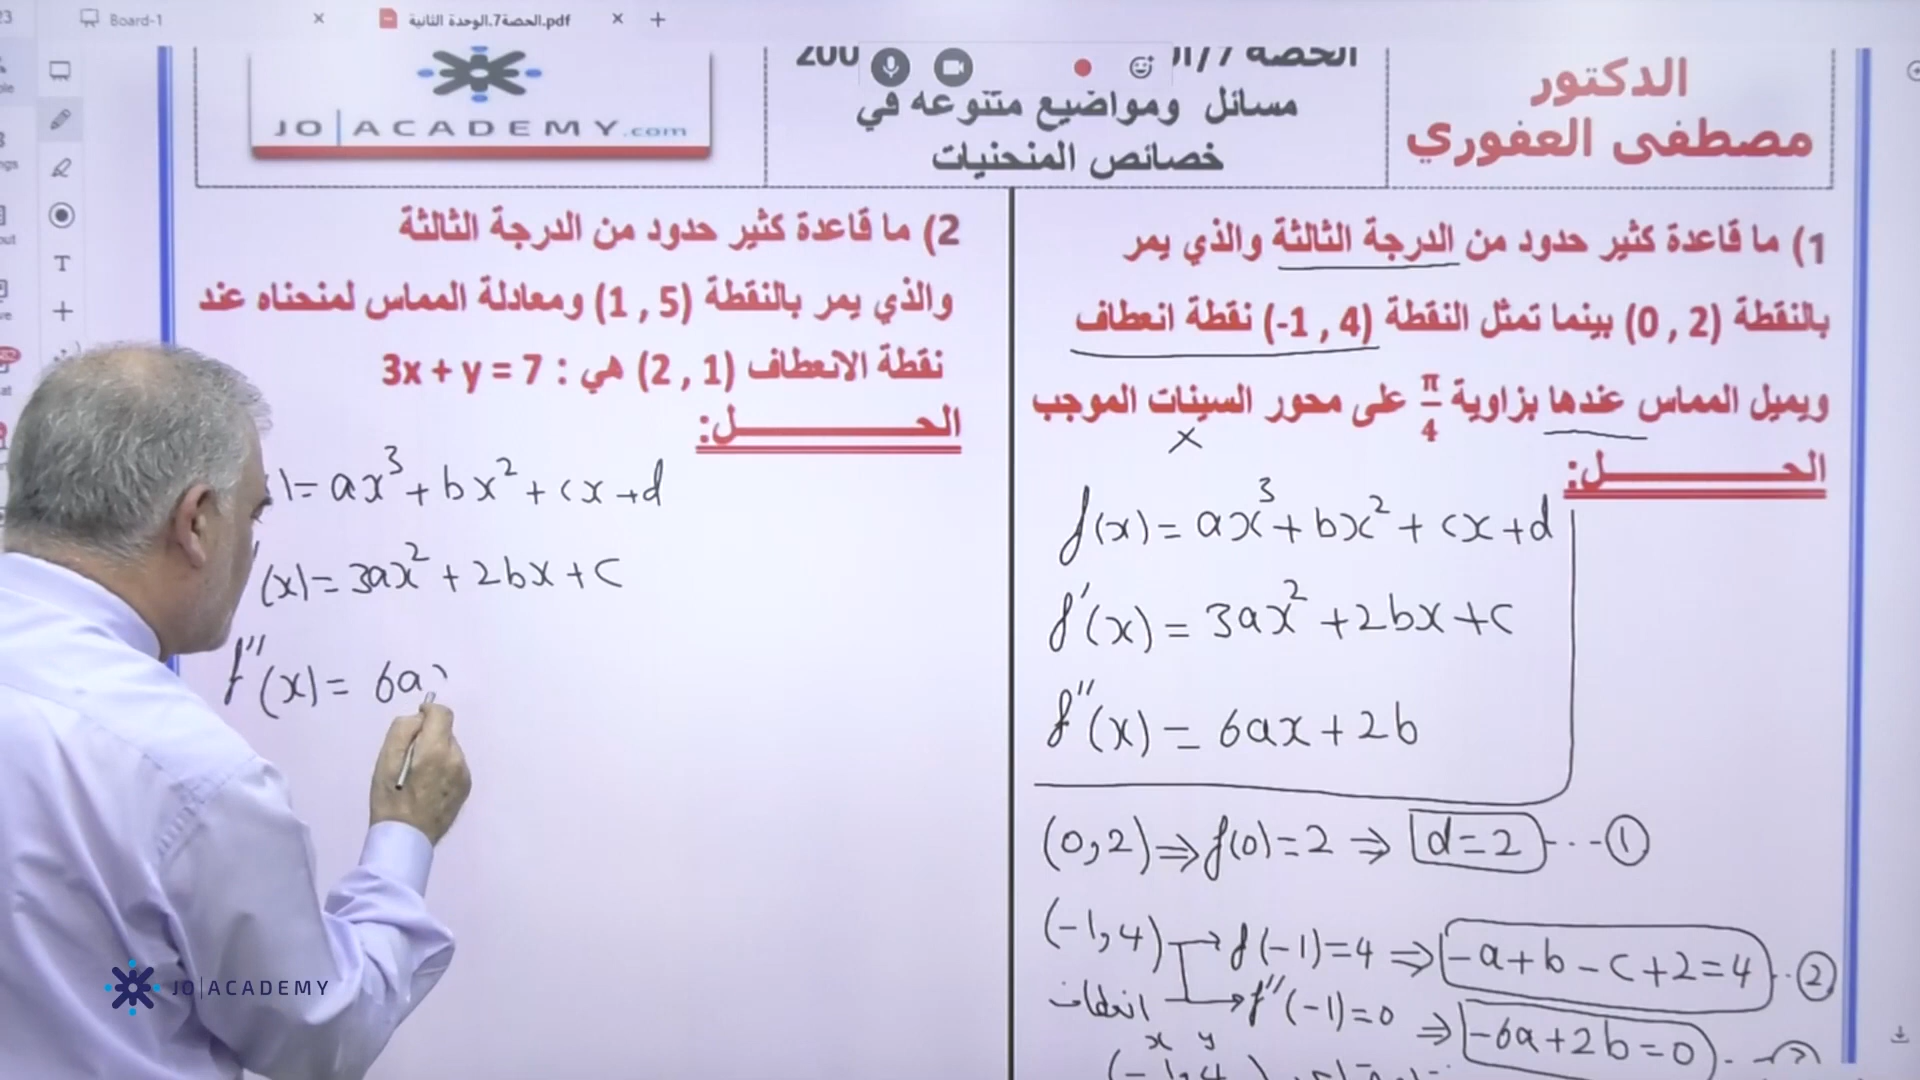 Board-1
الحصة7.الوحدة الثانية.pdf
الدكتور
مصطفى العفوري
مسائل ومواضيع متنوعه في
خصائص المنحنيات
JO|ACADEMY.com
1) ما قاعدة كثير حدود من الدرجة الثالثة والذي يمر
بالنقطة (2 , 0) بينما تمثل النقطة (4 , 1-) نقطة انعطاف
ويميل المماس عندها بزاوية π/4 على محور السينات الموجب
x
الحـــــــل:
f(x) = ax³ + bx² + cx + d
f'(x) = 3ax² + 2bx + c
f''(x) = 6ax + 2b
(0,2) ⇒ f(0) = 2 ⇒ d = 2 ---①
(-1,4) → f(-1) = 4 ⇒ -a + b - c + 2 = 4 --②
انعطاف → f''(-1) = 0 ⇒ -6a + 2b = 0
x y
(-1,4)
2) ما قاعدة كثير حدود من الدرجة الثالثة
والذي يمر بالنقطة (5 , 1) ومعادلة المماس لمنحناه عند
نقطة الانعطاف (1 , 2) هي : 3x + y = 7
الحـــــــل:
) = ax³ + bx² + cx + d
(x) = 3ax² + 2bx + c
f''(x) = 6a
JO|ACADEMY